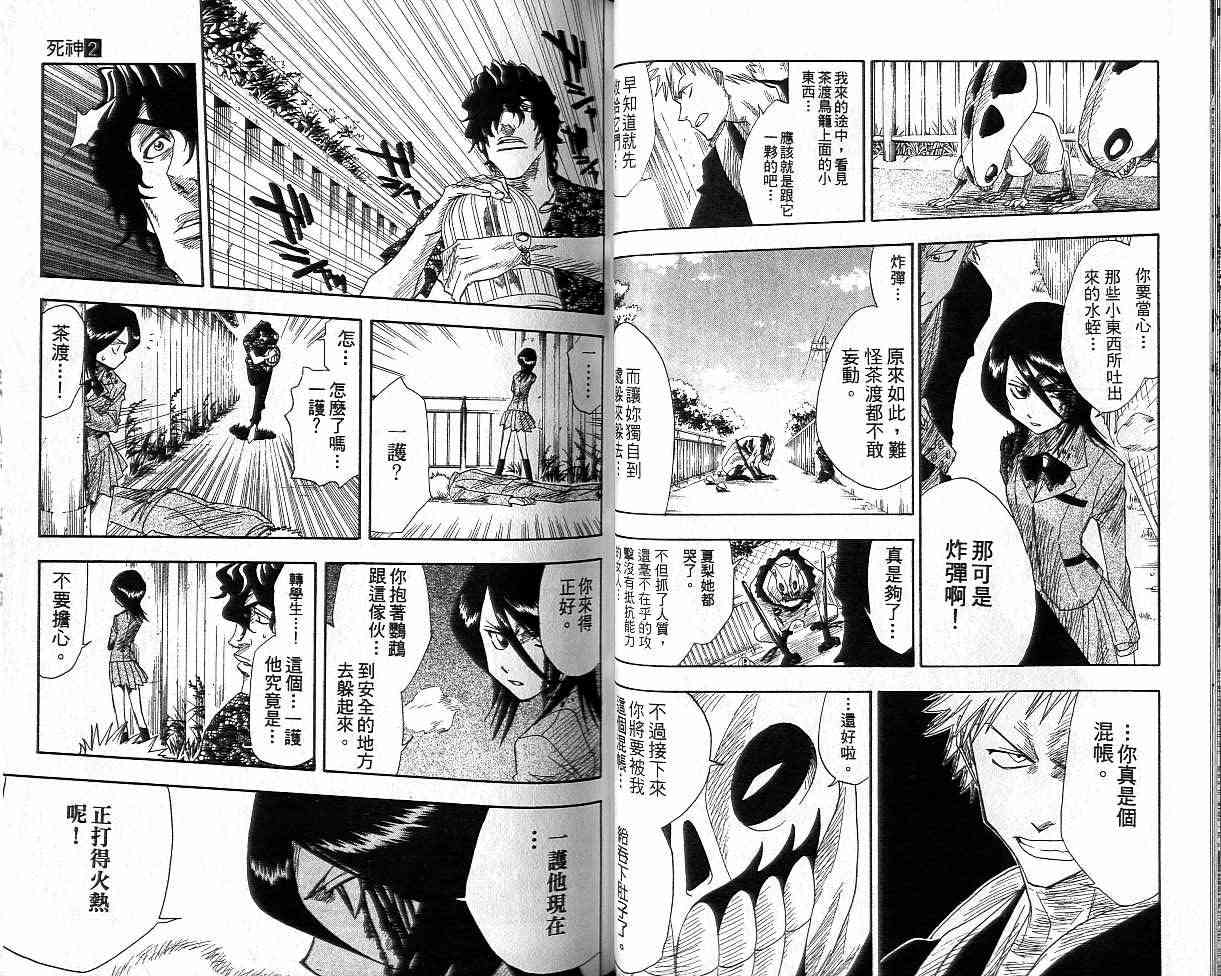 我來的途中，看見
茶渡鳥籠上面的小
東西…
應該就是跟它
一夥的吧…
早知道就先
你要當心…
那些小東西所吐出
來的水蛭…
那可是
炸彈啊！
炸彈…
原來如此，難
怪茶渡都不敢
妄動。
而讓妳獨自到
真是夠了…
夏梨她都
哭了。
不但抓了人質，
還毫不在乎的攻
擊沒有抵抗能力
…你真是個
混帳。
…還好啦。
不過接下來
你將要被我
這個混帳…
給吞下肚子了。
死神2
ダダダ
一……
一護？
怎…
怎麼了嗎…
一護？
茶渡…！
你來得
正好。
你抱著鸚鵡
跟這傢伙…
到安全的地方
去躲起來。
轉學生…！
這個…一護
他究竟是…
不要擔心。
一護他現在
…
正打得火熱
呢！